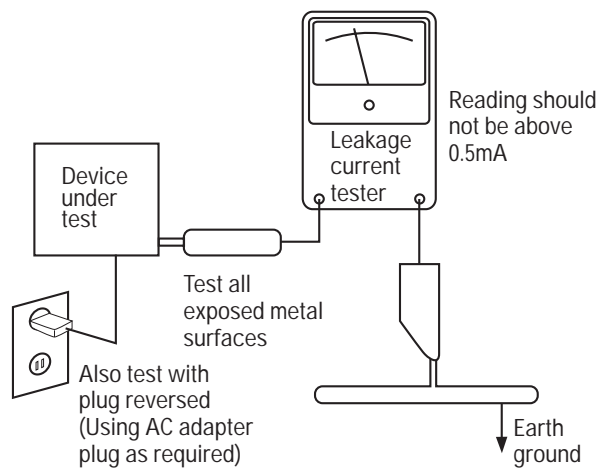 Device
under
test
Leakage
current
tester
Reading should
not be above
0.5mA
Test all
exposed metal
surfaces
Also test with
plug reversed
(Using AC adapter
plug as required)
Earth
ground